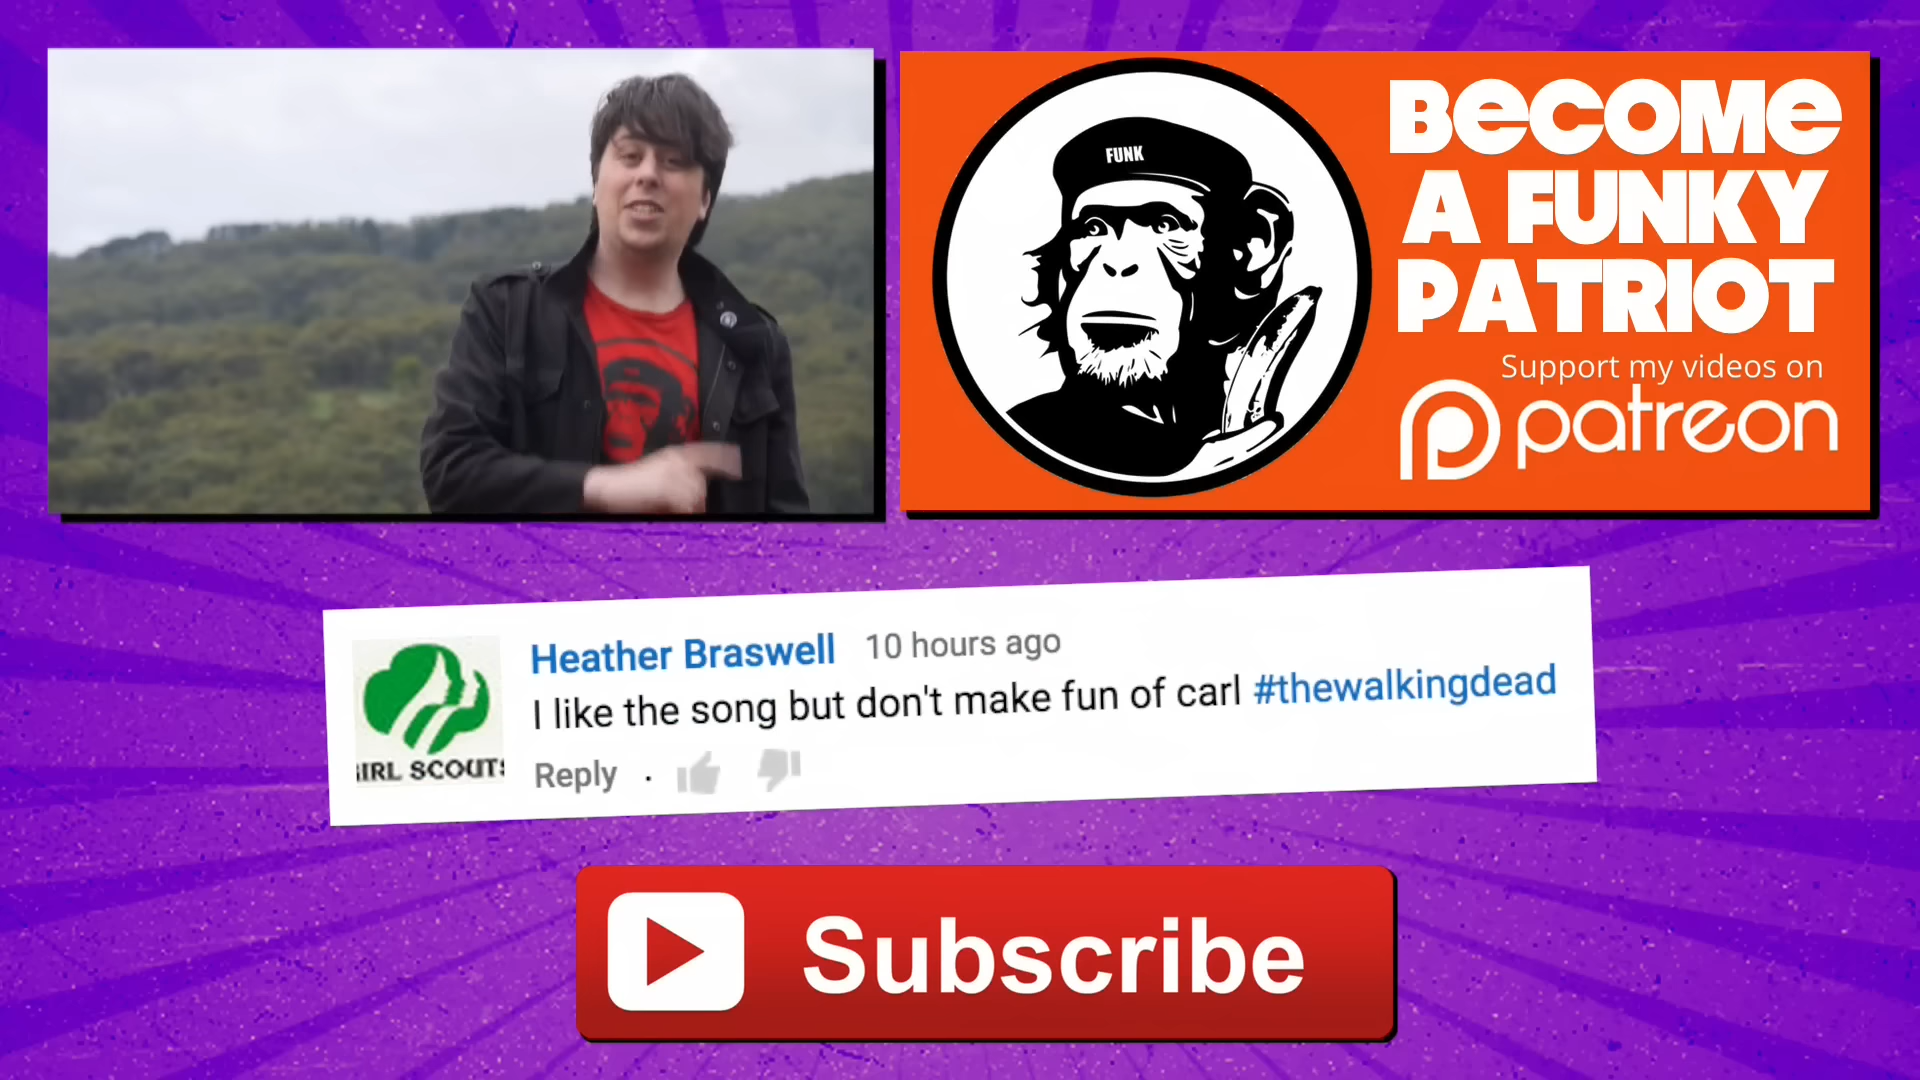 FUNK
BECOME
A FUNKY
PATRIOT
Support my videos on
patreon
Heather Braswell 10 hours ago
I like the song but don't make fun of carl #thewalkingdead
GIRL SCOUTS
Reply ·
Subscribe